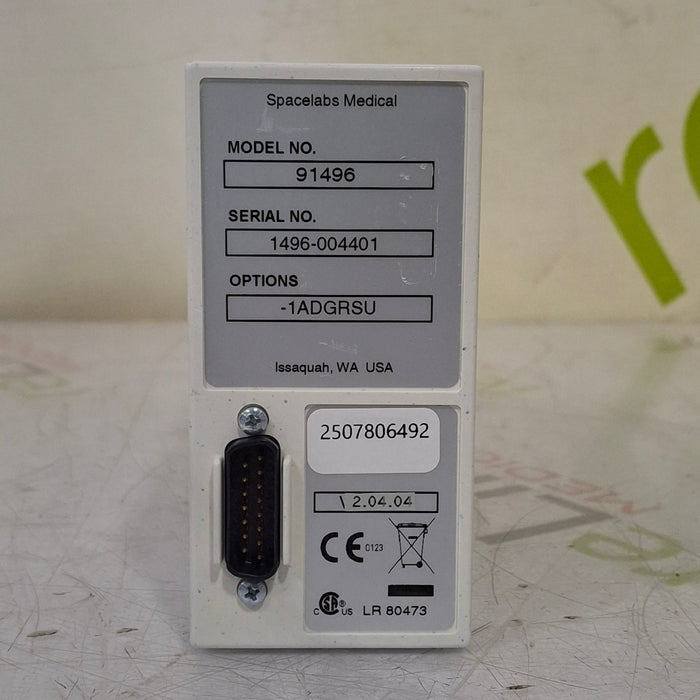 Spacelabs Medical
MODEL NO.
91496
SERIAL NO.
1496-004401
OPTIONS
-1ADGRSU
Issaquah, WA USA
2507806492
\ 2.04.04
CE 0123
C US ® LR 80473
MEDIC